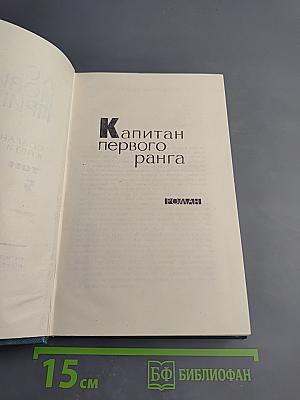 Капитан
первого
ранга
РОМАН
15 см
БФ БИБЛИОФАН